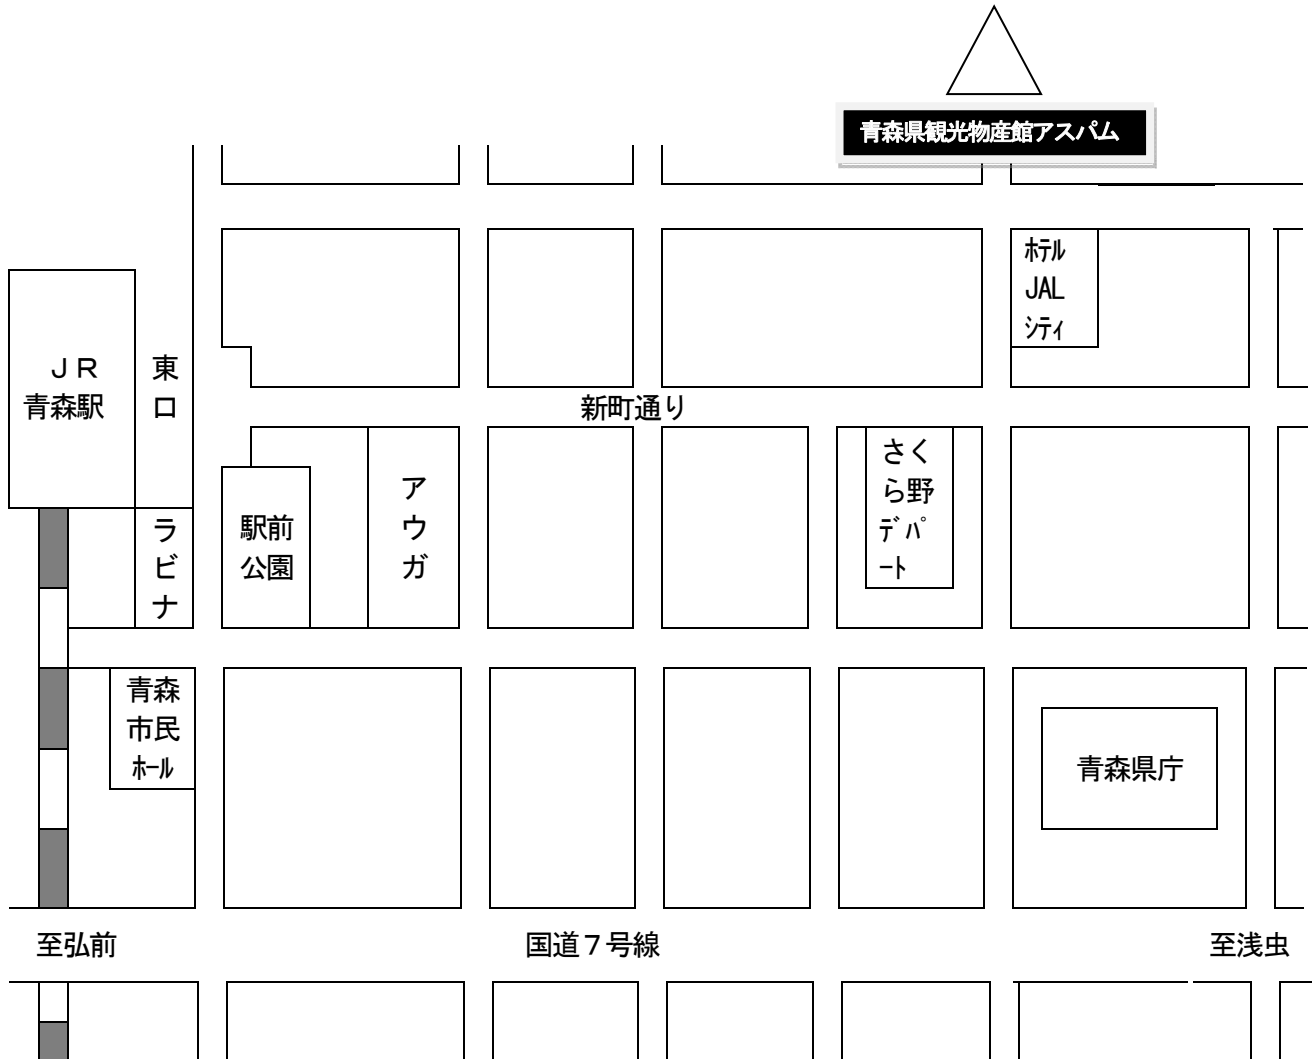 青森県観光物産館アスパム
ﾎﾃﾙ
JAL
ｼﾃｨ
ＪＲ
青森駅
東
口
新町通り
さく
ら野
ﾃﾞﾊﾟ
ｰﾄ
ア
ウ
ガ
駅前
公園
ラ
ビ
ナ
青森
市民
ﾎｰﾙ
青森県庁
至弘前
国道７号線
至浅虫